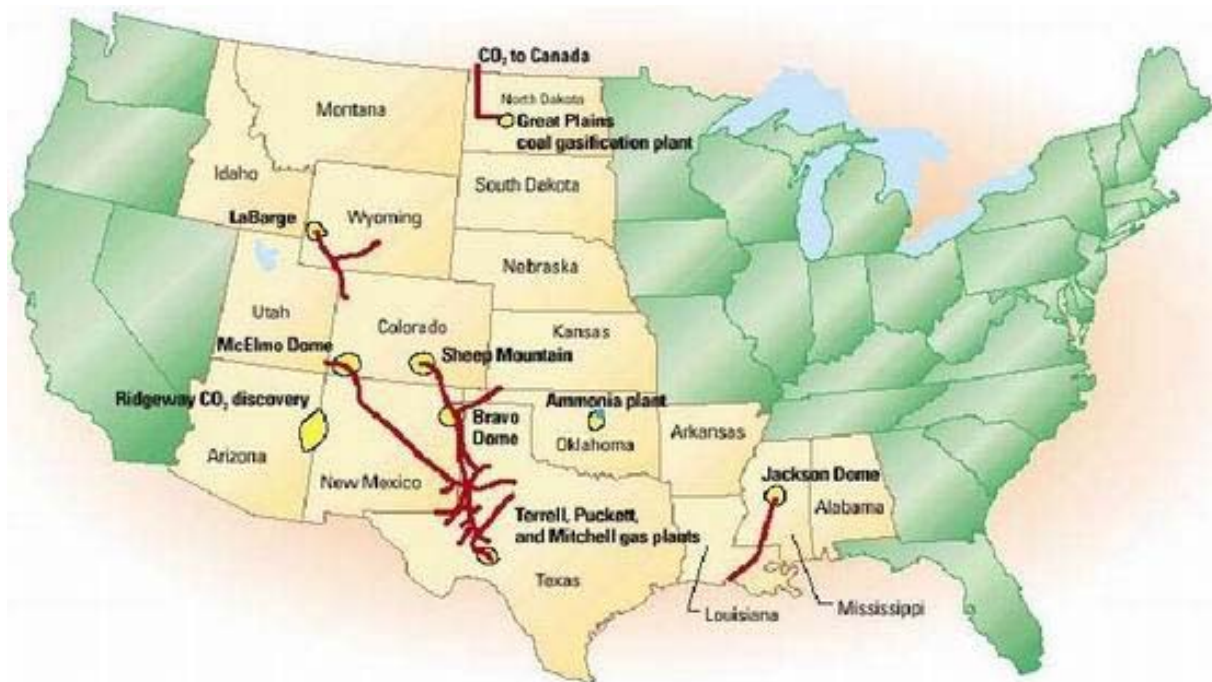 CO₂ to Canada
Montana
North Dakota
Great Plains
coal gasification plant
Idaho
South Dakota
LaBarge
Wyoming
Nebraska
Utah
Colorado
Kansas
McElmo Dome
Sheep Mountain
Ridgeway CO₂ discovery
Ammonia plant
Bravo
Dome
Oklahoma
Arkansas
Arizona
New Mexico
Jackson Dome
Alabama
Terrell, Puckett,
and Mitchell gas plants
Texas
Louisiana
Mississippi